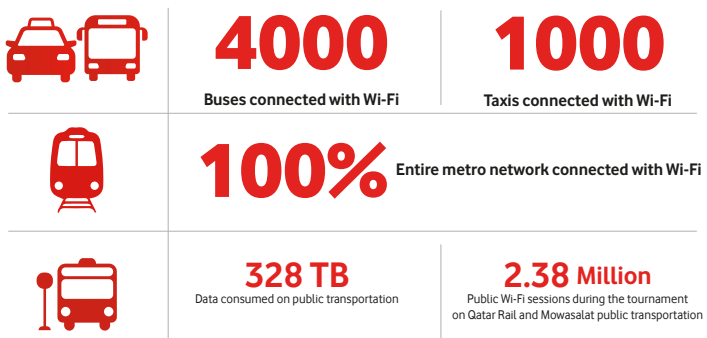 4000
Buses connected with Wi-Fi
1000
Taxis connected with Wi-Fi
100% Entire metro network connected with Wi-Fi
328 TB
Data consumed on public transportation
2.38 Million
Public Wi-Fi sessions during the tournament
on Qatar Rail and Mowasalat public transportation